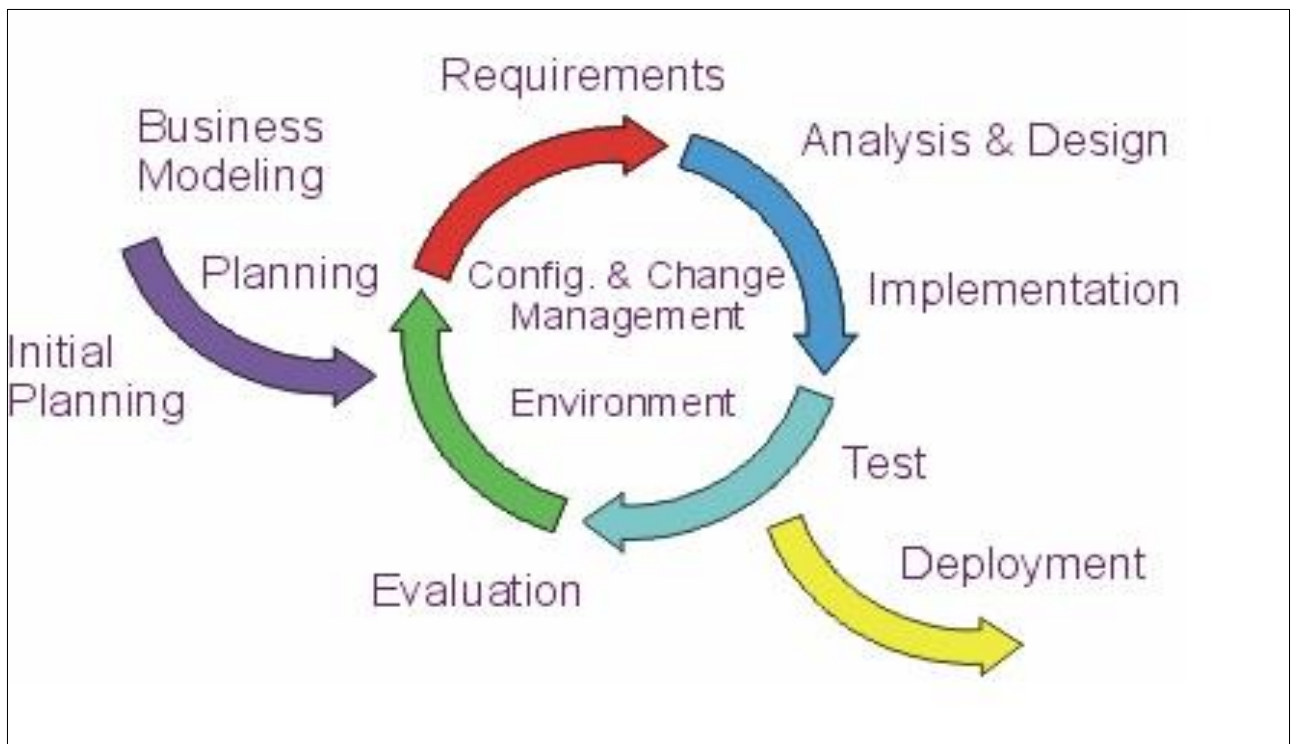 Requirements
Business
Modeling
Analysis & Design
Planning
Config. & Change
Management
Implementation
Initial
Planning
Environment
Test
Deployment
Evaluation